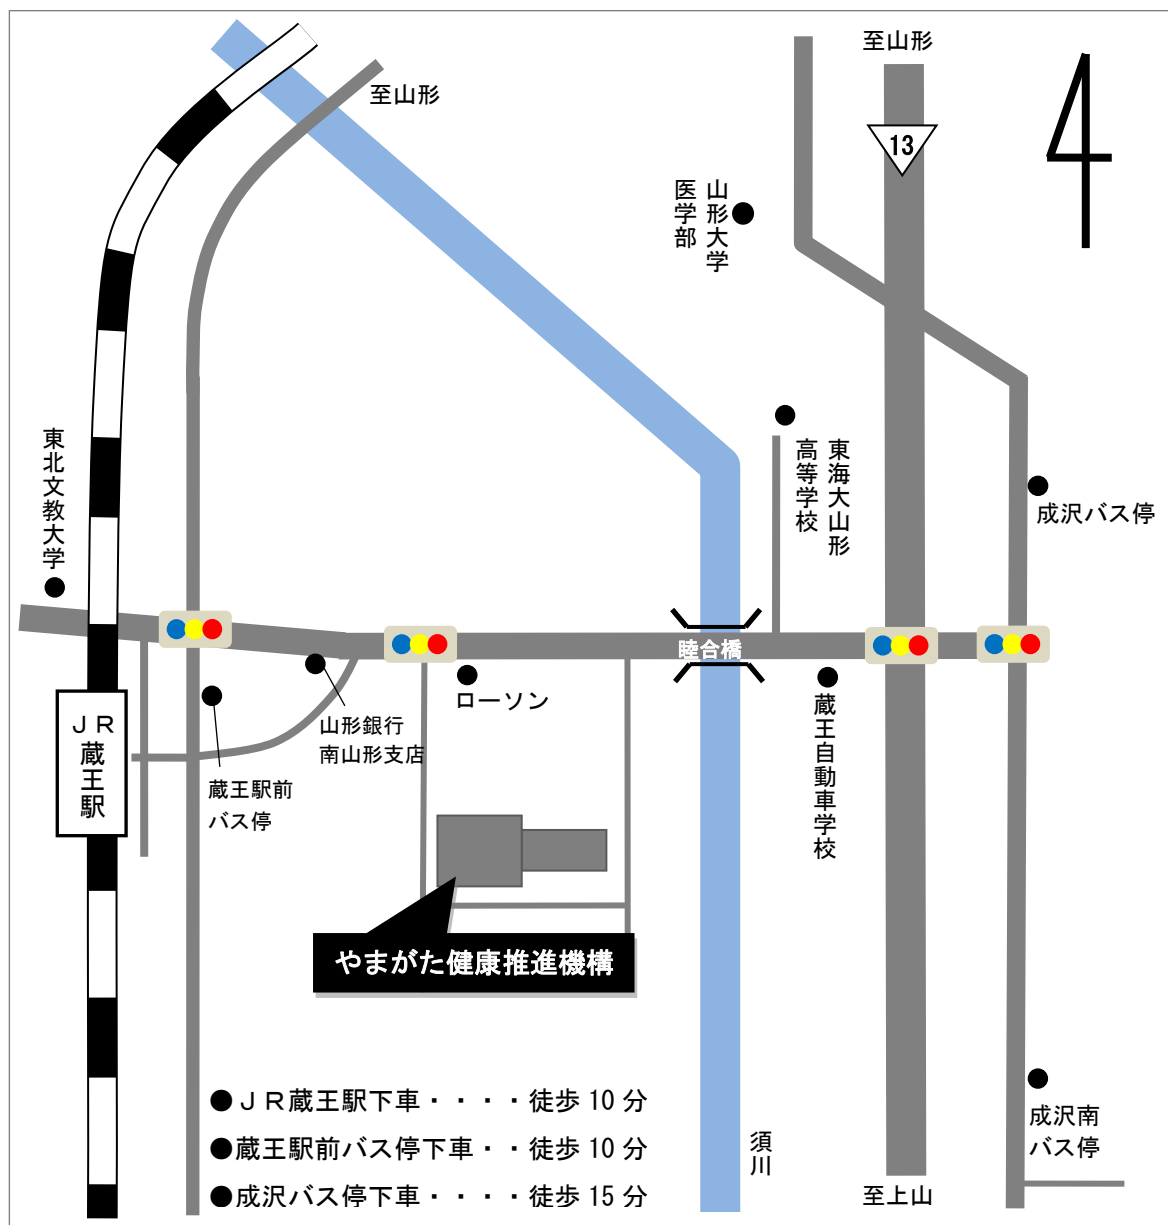 至山形
至山形
13
山形大学
医学部
東北文教大学
東海大山形
高等学校
成沢バス停
睦合橋
ローソン
ＪＲ
蔵王駅
山形銀行
南山形支店
蔵王駅前
バス停
蔵王自動車学校
やまがた健康推進機構
●ＪＲ蔵王駅下車・・・・徒歩 10 分
●蔵王駅前バス停下車・・徒歩 10 分
●成沢バス停下車・・・・徒歩 15 分
須川
成沢南
バス停
至上山